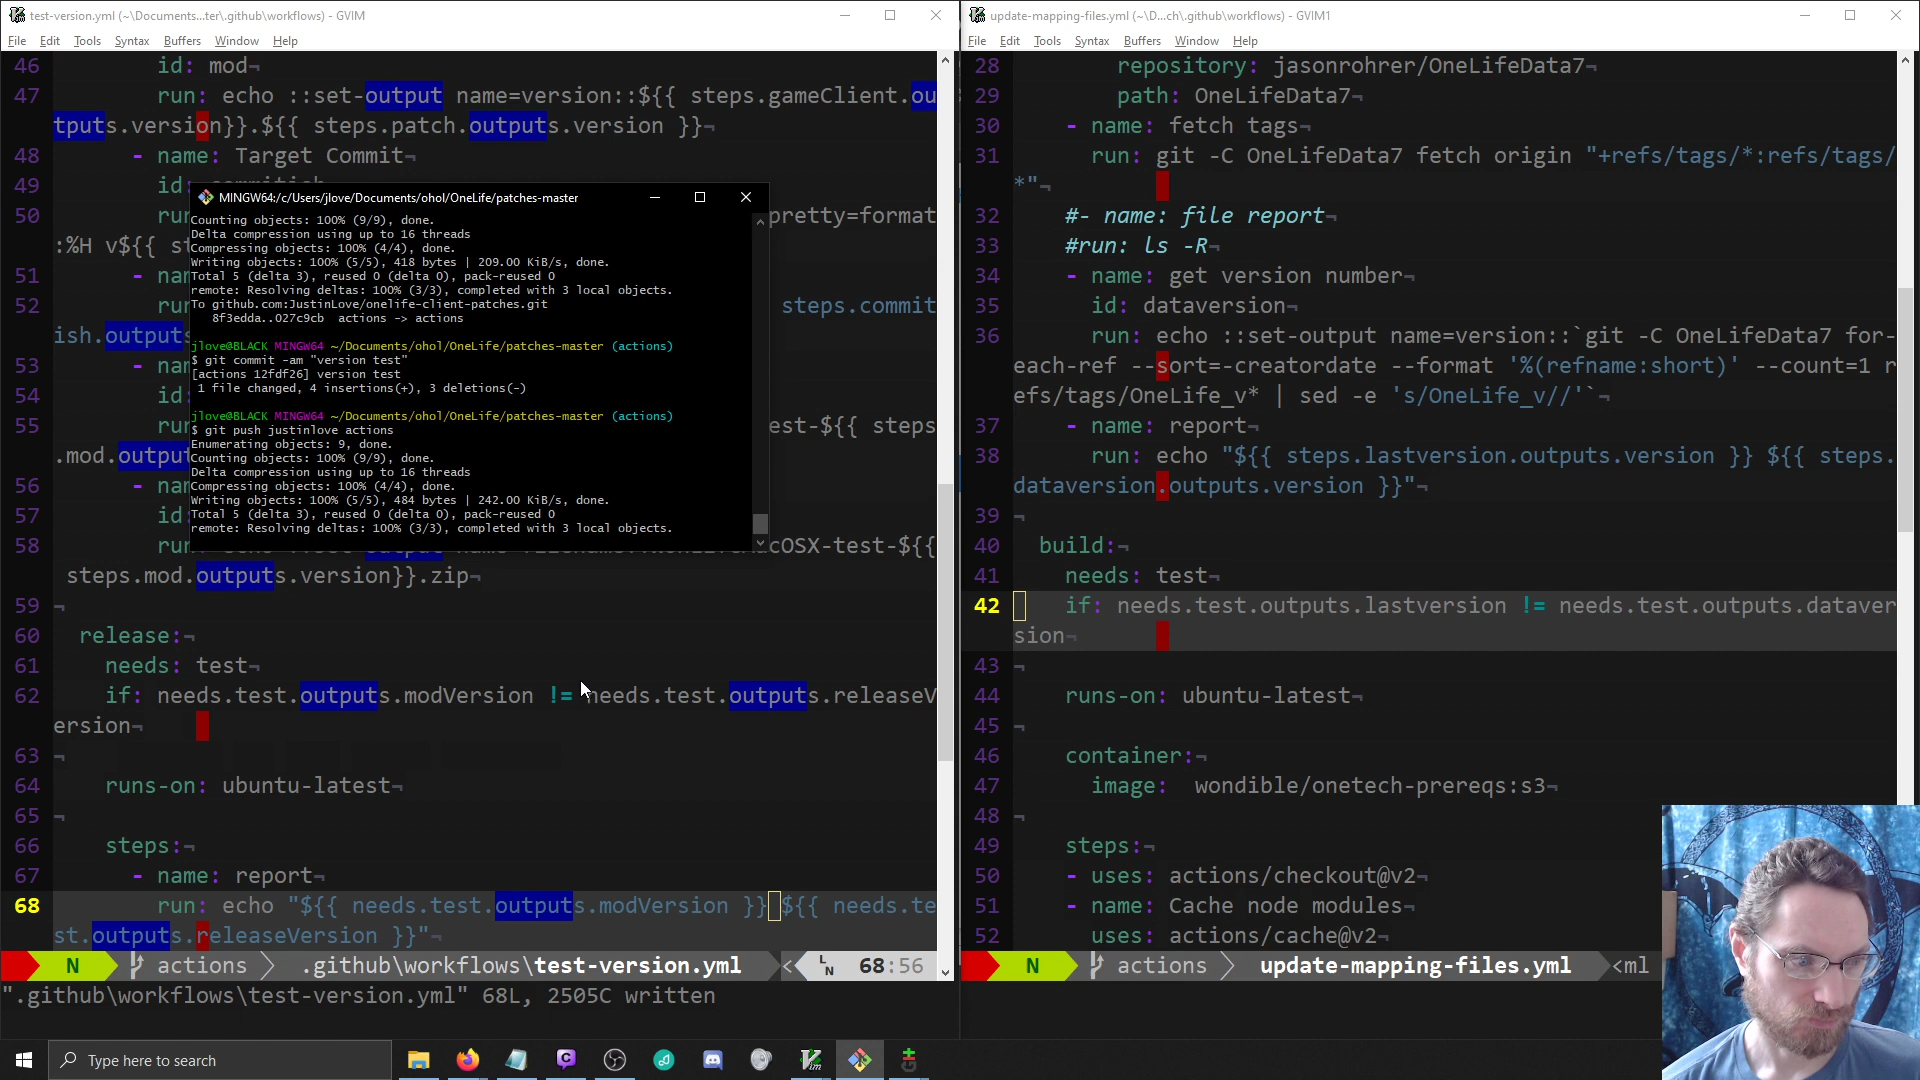 test-version.yml (~\Documents...ter\.github\workflows) - GVIM
File Edit Tools Syntax Buffers Window Help
46 id: mod¬
47 run: echo ::set-output name=version::${{ steps.gameClient.ou
tputs.version}}.${{ steps.patch.outputs.version }}¬
48 - name: Target Commit¬
49 id:
50 ru pretty=format
:%H v${{ st
51 - nam
52 run steps.commit
ish.outputs
53 - nam
54 id:
55 run est-${{ steps
.mod.output
56 - nam
57 id:
58 run cOSX-test-${{
steps.mod.outputs.version}}.zip¬
59 ¬
60 release:¬
61 needs: test¬
62 if: needs.test.outputs.modVersion != needs.test.outputs.releaseV
ersion¬
63 ¬
64 runs-on: ubuntu-latest¬
65 ¬
66 steps:¬
67 - name: report¬
68 run: echo "${{ needs.test.outputs.modVersion }} ${{ needs.te
st.outputs.releaseVersion }}"¬
N actions .github\workflows\test-version.yml < LN 68:56
".github\workflows\test-version.yml" 68L, 2505C written
MINGW64:/c/Users/jlove/Documents/ohol/OneLife/patches-master
Counting objects: 100% (9/9), done.
Delta compression using up to 16 threads
Compressing objects: 100% (4/4), done.
Writing objects: 100% (5/5), 418 bytes | 209.00 KiB/s, done.
Total 5 (delta 3), reused 0 (delta 0), pack-reused 0
remote: Resolving deltas: 100% (3/3), completed with 3 local objects.
To github.com:JustinLove/onelife-client-patches.git
8f3edda..027c9cb actions -> actions
jlove@BLACK MINGW64 ~/Documents/ohol/OneLife/patches-master (actions)
$ git commit -am "version test"
[actions 12fdf26] version test
1 file changed, 4 insertions(+), 3 deletions(-)
jlove@BLACK MINGW64 ~/Documents/ohol/OneLife/patches-master (actions)
$ git push justinlove actions
Enumerating objects: 9, done.
Counting objects: 100% (9/9), done.
Delta compression using up to 16 threads
Compressing objects: 100% (4/4), done.
Writing objects: 100% (5/5), 484 bytes | 242.00 KiB/s, done.
Total 5 (delta 3), reused 0 (delta 0), pack-reused 0
remote: Resolving deltas: 100% (3/3), completed with 3 local objects.
update-mapping-files.yml (~\D...ch\.github\workflows) - GVIM1
File Edit Tools Syntax Buffers Window Help
28 repository: jasonrohrer/OneLifeData7¬
29 path: OneLifeData7¬
30 - name: fetch tags¬
31 run: git -C OneLifeData7 fetch origin "+refs/tags/*:refs/tags/
*"¬
32 #- name: file report¬
33 #run: ls -R¬
34 - name: get version number¬
35 id: dataversion¬
36 run: echo ::set-output name=version::`git -C OneLifeData7 for-
each-ref --sort=-creatordate --format '%(refname:short)' --count=1 r
efs/tags/OneLife_v* | sed -e 's/OneLife_v//'`¬
37 - name: report¬
38 run: echo "${{ steps.lastversion.outputs.version }} ${{ steps.
dataversion.outputs.version }}"¬
39 ¬
40 build:¬
41 needs: test¬
42 if: needs.test.outputs.lastversion != needs.test.outputs.dataver
sion¬
43 ¬
44 runs-on: ubuntu-latest¬
45 ¬
46 container:¬
47 image: wondible/onetech-prereqs:s3¬
48 ¬
49 steps:¬
50 - uses: actions/checkout@v2¬
51 - name: Cache node modules¬
52 uses: actions/cache@v2¬
N actions update-mapping-files.yml <ml
Type here to search